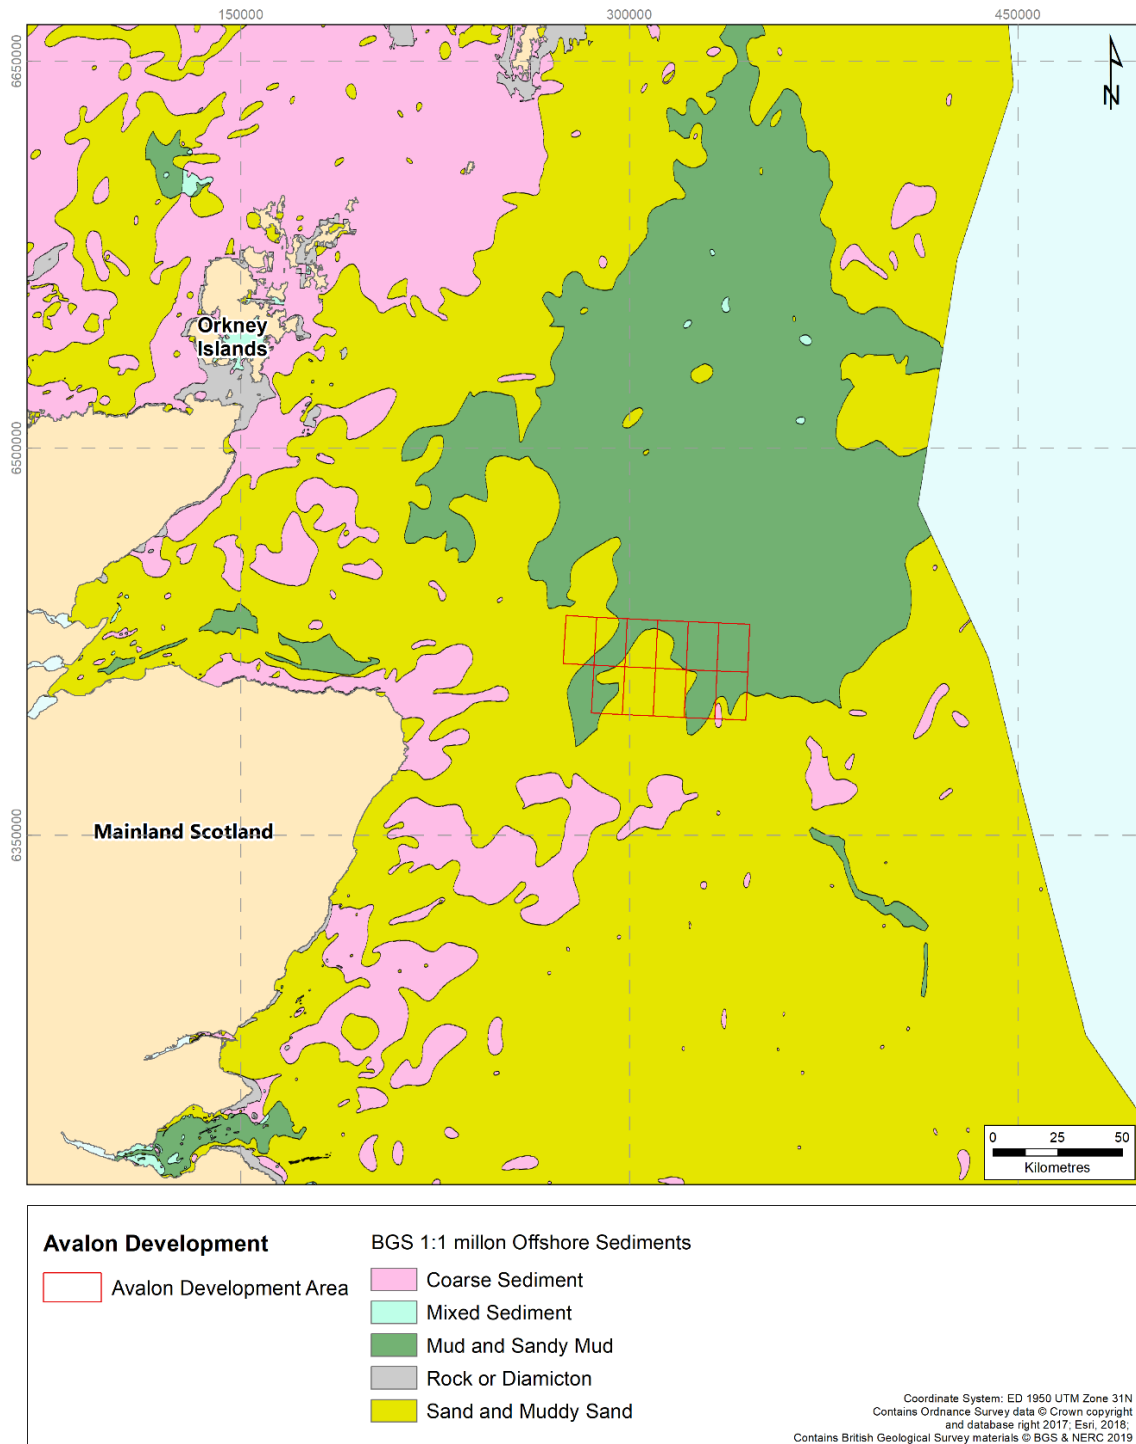 150000
300000
450000
6650000
N
Orkney
Islands
6500000
Mainland Scotland
6350000
0 25 50
Kilometres
Avalon Development
Avalon Development Area
BGS 1:1 millon Offshore Sediments
Coarse Sediment
Mixed Sediment
Mud and Sandy Mud
Rock or Diamicton
Sand and Muddy Sand
Coordinate System: ED 1950 UTM Zone 31N
Contains Ordnance Survey data © Crown copyright
and database right 2017; Esri, 2018;
Contains British Geological Survey materials © BGS & NERC 2019